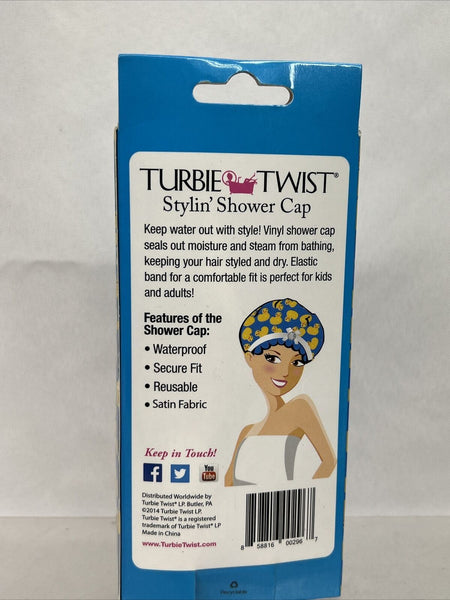 TURBIE TWIST®
Stylin' Shower Cap
Keep water out with style! Vinyl shower cap
seals out moisture and steam from bathing,
keeping your hair styled and dry. Elastic
band for a comfortable fit is perfect for kids
and adults!
Features of the
Shower Cap:
• Waterproof
• Secure Fit
• Reusable
• Satin Fabric
Keep in Touch!
You
Tube
Distributed Worldwide by
Turbie Twist® LP. Butler, PA
©2014 Turbie Twist LP.
Turbie Twist® is a registered
trademark of Turbie Twist® LP
Made in China
www.TurbieTwist.com
8 58816 00296 7
Recyclable